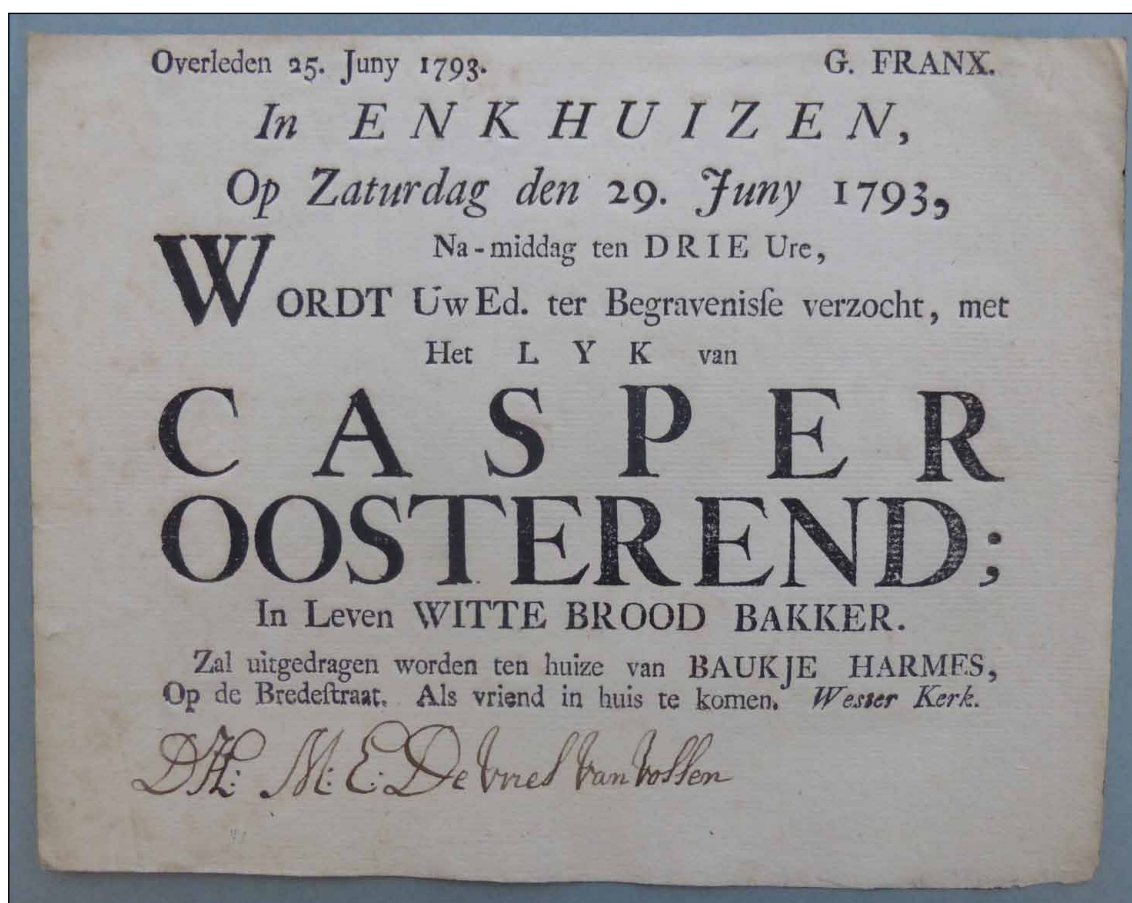 Overleden 25. Juny 1793. G. FRANX.
In ENKHUIZEN,
Op Zaturdag den 29. Juny 1793,
Na-middag ten DRIE Ure,
WORDT UwEd. ter Begravenisſe verzocht, met
Het LYK van
CASPER
OOSTEREND;
In Leven WITTE BROOD BAKKER.
Zal uitgedragen worden ten huize van BAUKJE HARMES,
Op de Bredeſtraat. Als vriend in huis te komen. Wester Kerk.
DH: M: E: De Vries van